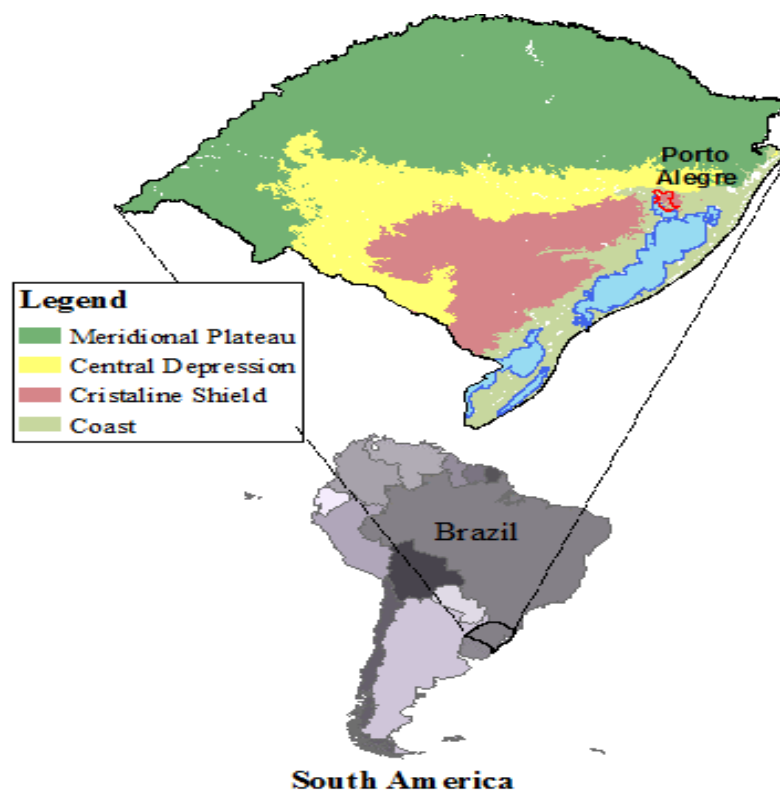 Porto
Alegre
Legend
Meridional Plateau
Central Depression
Cristaline Shield
Coast
Brazil
South America